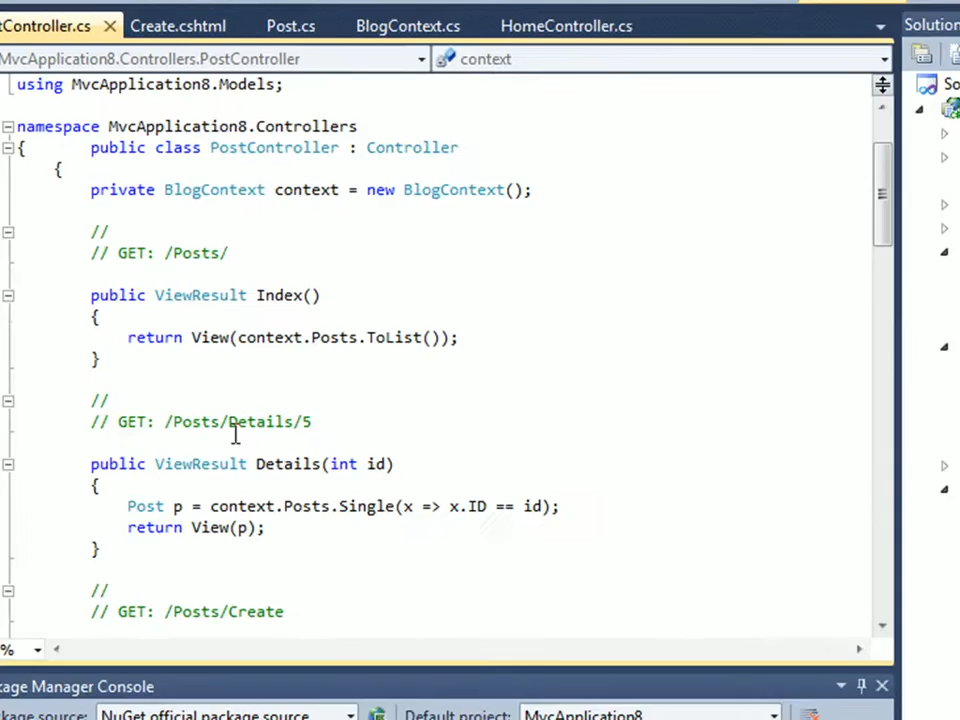 tController.cs Create.cshtml Post.cs BlogContext.cs HomeController.cs Solution
MvcApplication8.Controllers.PostController context
using MvcApplication8.Models; So
namespace MvcApplication8.Controllers
{ public class PostController : Controller
{
private BlogContext context = new BlogContext();
//
// GET: /Posts/
public ViewResult Index()
{
return View(context.Posts.ToList());
}
//
// GET: /Posts/Details/5
public ViewResult Details(int id)
{
Post p = context.Posts.Single(x => x.ID == id);
return View(p);
}
//
// GET: /Posts/Create
%
kage Manager Console
kage source: NuGet official package source Default project: MvcApplication8